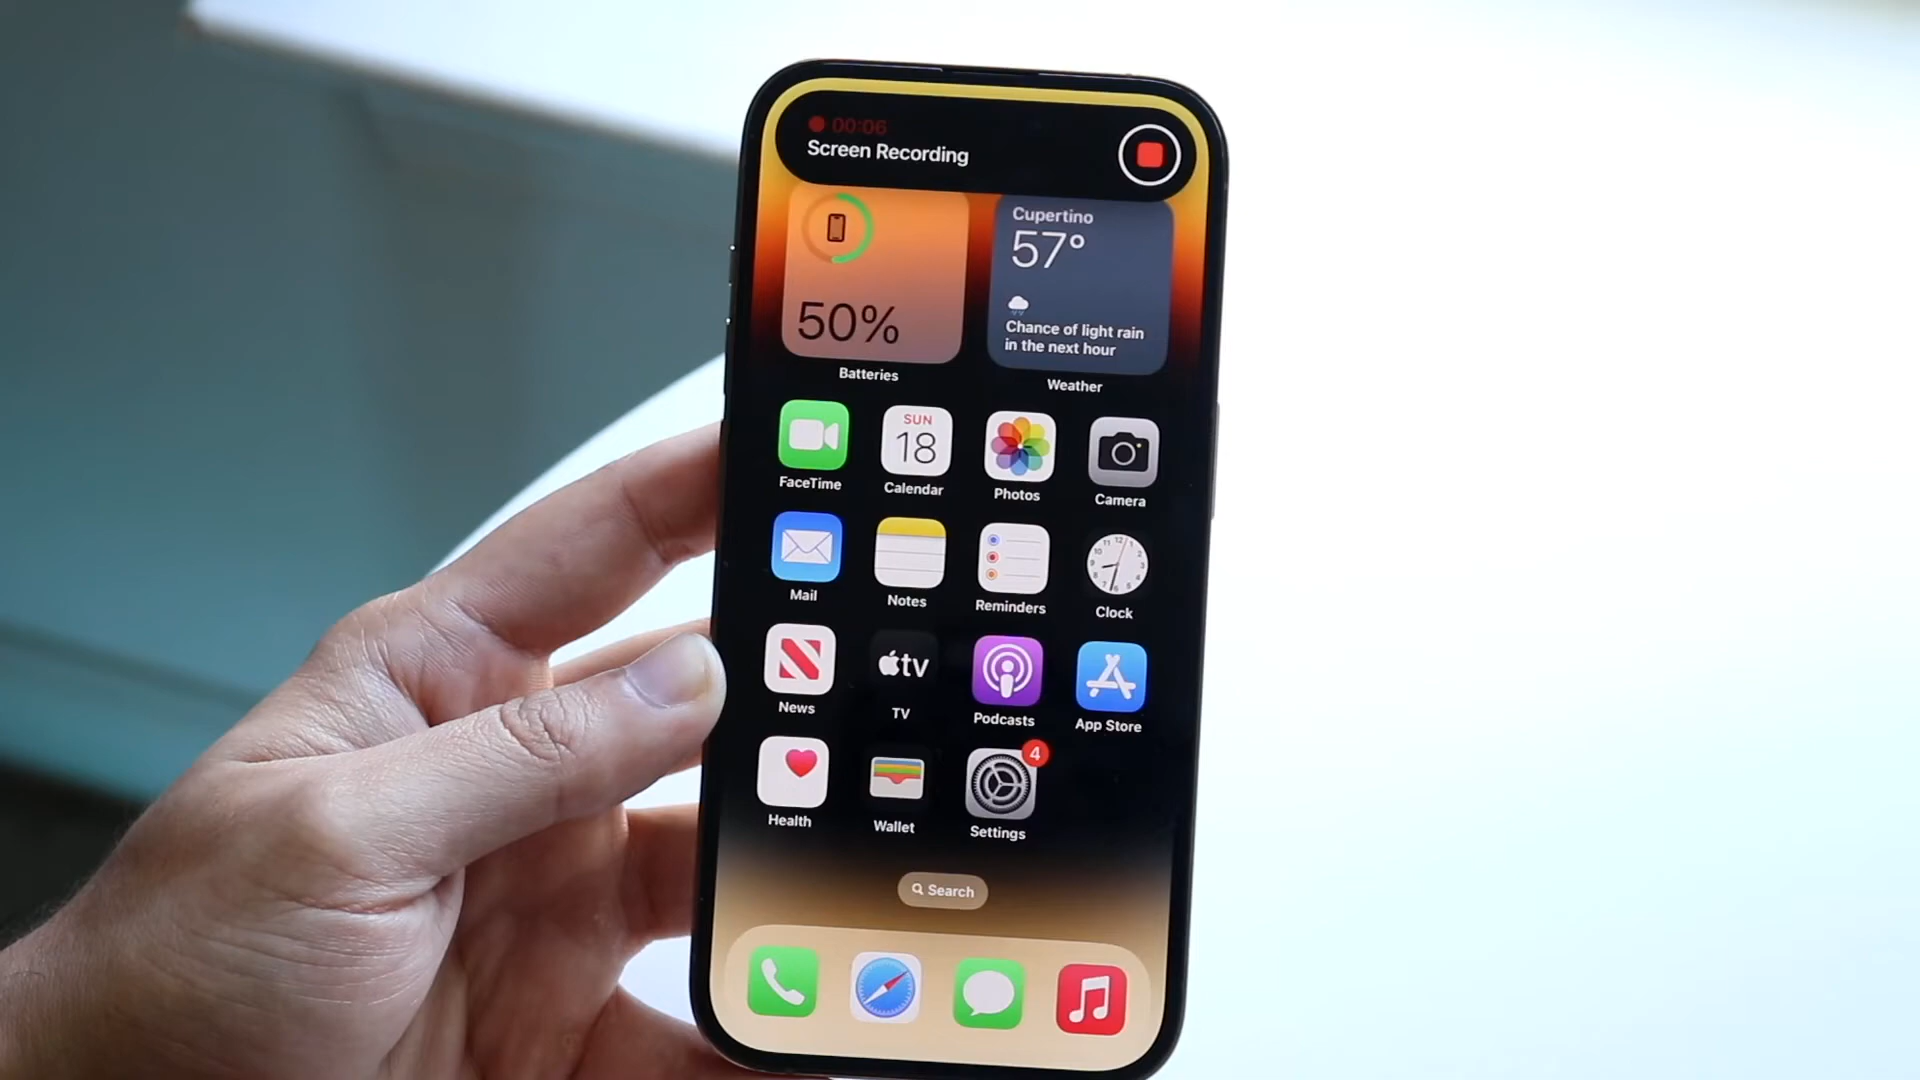 00:06
Screen Recording
Cupertino
57°
50%
Chance of light rain
in the next hour
Batteries
Weather
SUN
18
FaceTime
Calendar
Photos
Camera
Mail
Notes
Reminders
Clock
tv
News
TV
Podcasts
App Store
4
Health
Wallet
Settings
Search